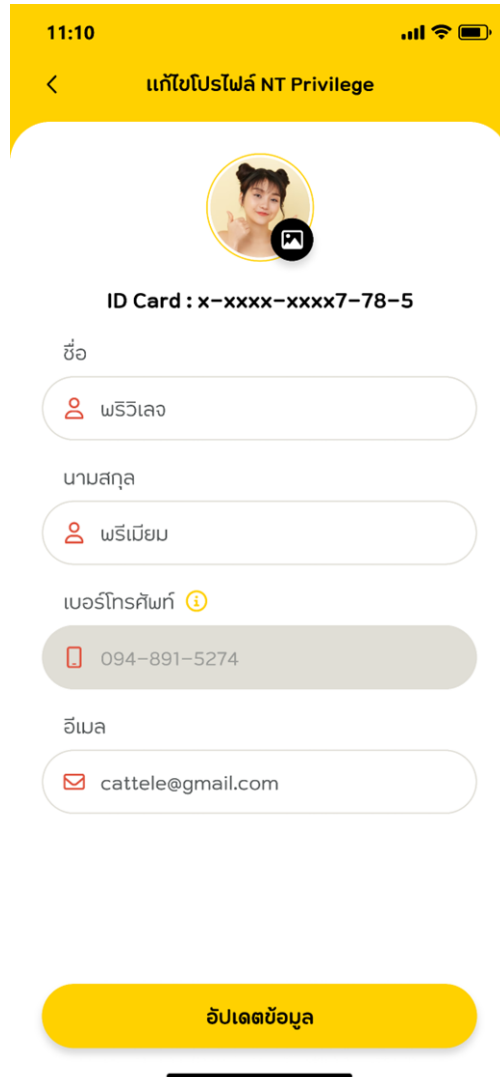 11:10
แก้ไขโปรไฟล์ NT Privilege
ID Card : x-xxxx-xxxx7-78-5
ชื่อ
พริวิเลจ
นามสกุล
พรีเมียม
เบอร์โทรศัพท์
094-891-5274
อีเมล
cattele@gmail.com
อัปเดตข้อมูล